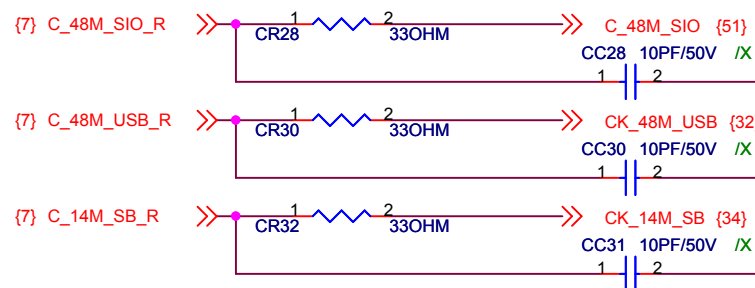 {7} C_48M_SIO_R 1 2 C_48M_SIO {51}
CR28 33OHM
CC28 10PF/50V /X
1 2
{7} C_48M_USB_R 1 2 CK_48M_USB {32
CR30 33OHM
CC30 10PF/50V /X
1 2
{7} C_14M_SB_R 1 2 CK_14M_SB {34}
CR32 33OHM
CC31 10PF/50V /X
1 2